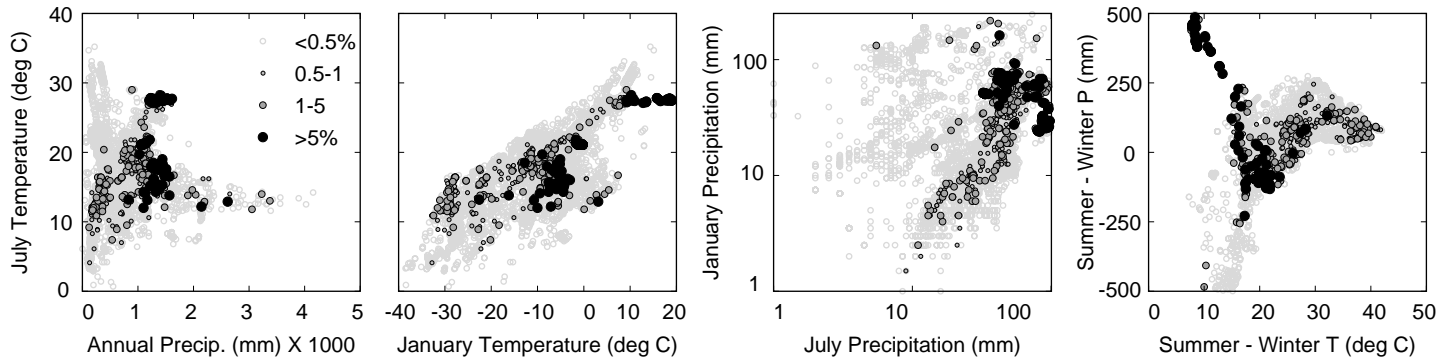 40
30
20
10
0
July Temperature (deg C)
<0.5%
0.5-1
1-5
>5%
0 1 2 3 4 5
Annual Precip. (mm) X 1000
-40 -30 -20 -10 0 10 20
January Temperature (deg C)
100
10
1
January Precipitation (mm)
1 10 100
July Precipitation (mm)
500
250
0
-250
-500
Summer - Winter P (mm)
0 10 20 30 40 50
Summer - Winter T (deg C)